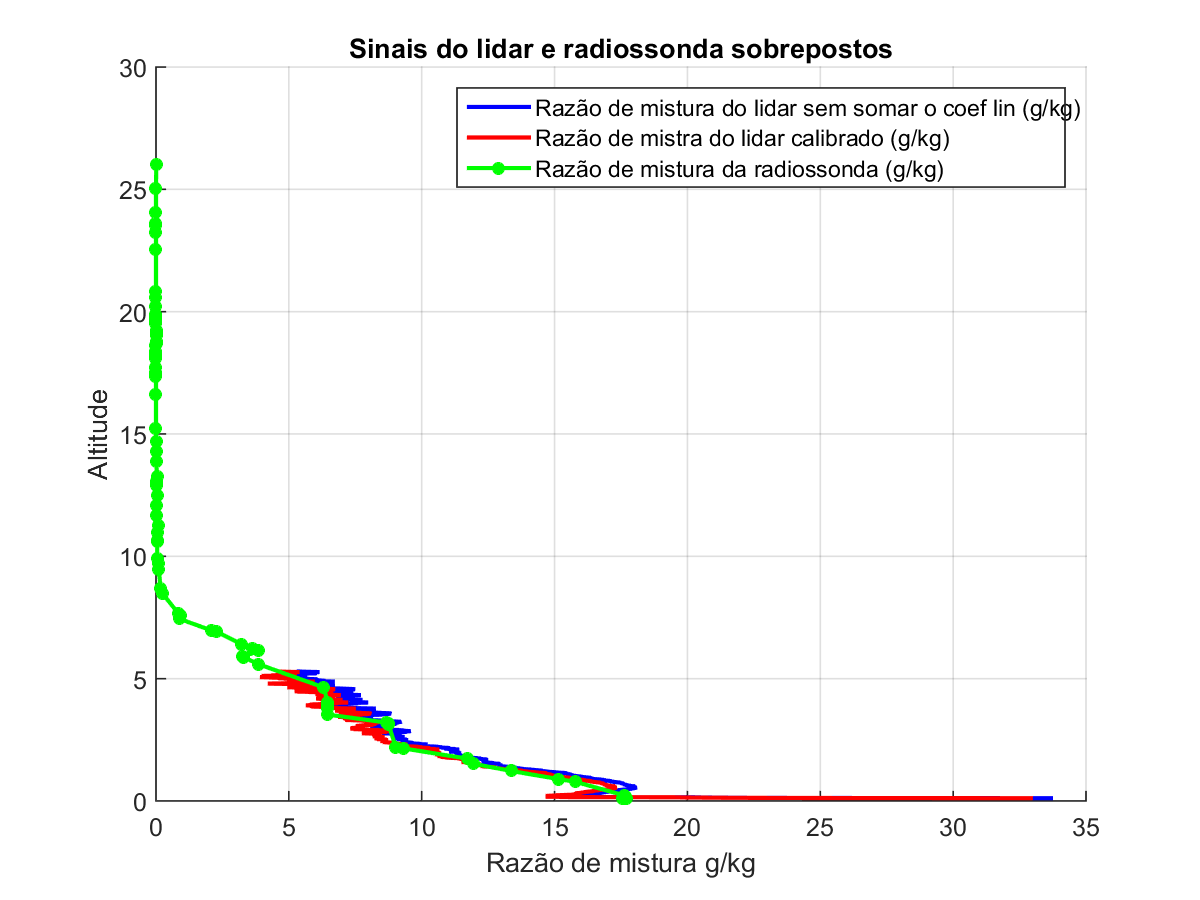 Sinais do lidar e radiossonda sobrepostos
Razão de mistura do lidar sem somar o coef lin (g/kg)
Razão de mistra do lidar calibrado (g/kg)
Razão de mistura da radiossonda (g/kg)
30
25
20
15
10
5
0
Altitude
0 5 10 15 20 25 30 35
Razão de mistura g/kg